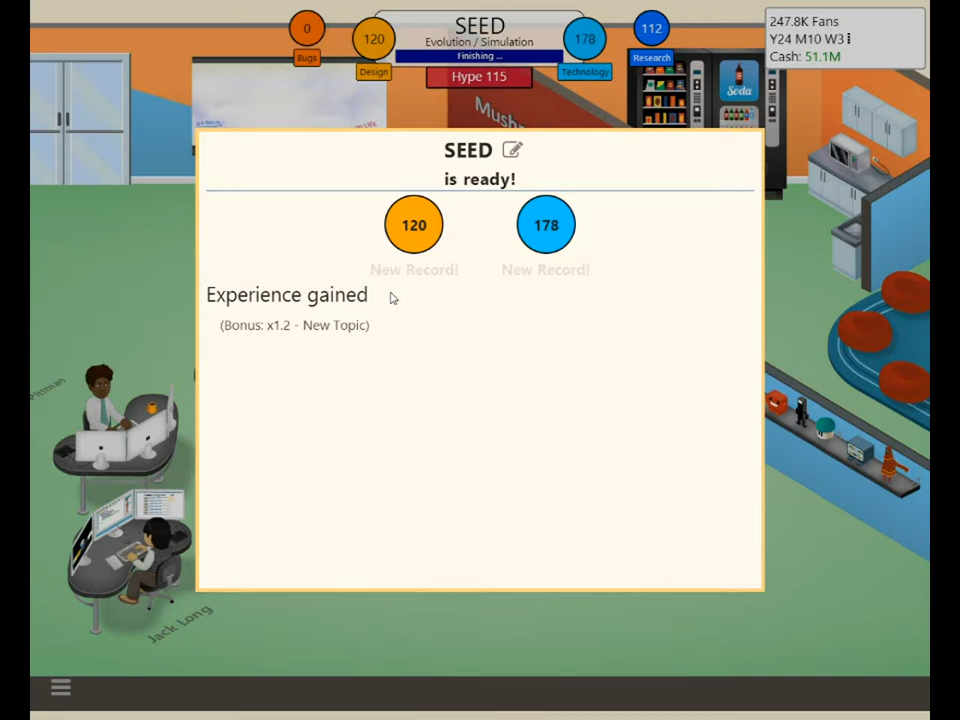 0
Bugs
120
Design
SEED
Evolution / Simulation
Finishing ...
Hype 115
178
Technology
112
Research
247.8K Fans
Y24 M10 W3
Cash: 51.1M
Soda
Mush
SEED
is ready!
120
178
New Record!
New Record!
Experience gained
(Bonus: x1.2 - New Topic)
Pittman
Jack Long